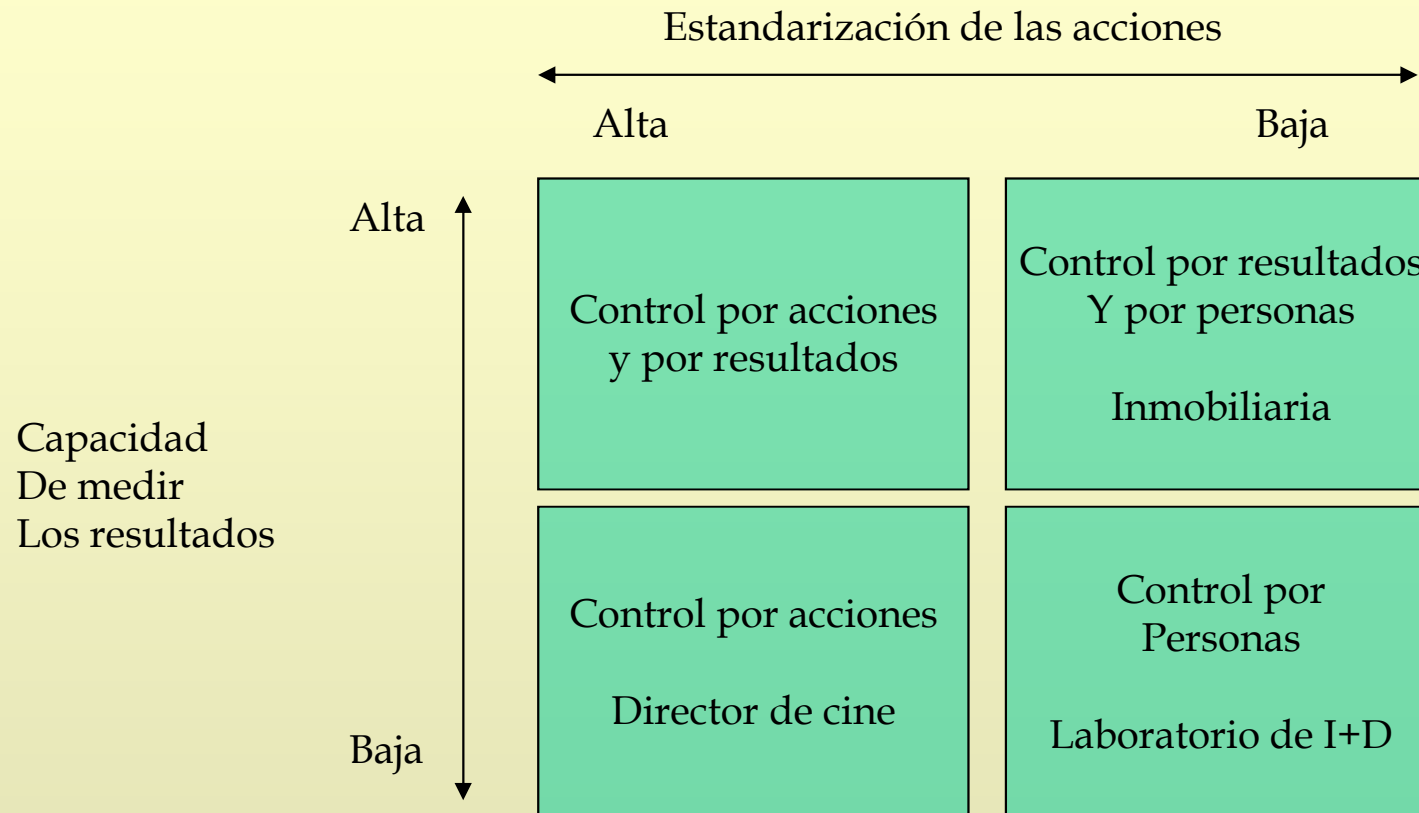 Estandarización de las acciones
Alta
Baja
Alta
Control por acciones
y por resultados
Control por resultados
Y por personas
Inmobiliaria
Capacidad
De medir
Los resultados
Control por acciones
Director de cine
Control por
Personas
Laboratorio de I+D
Baja